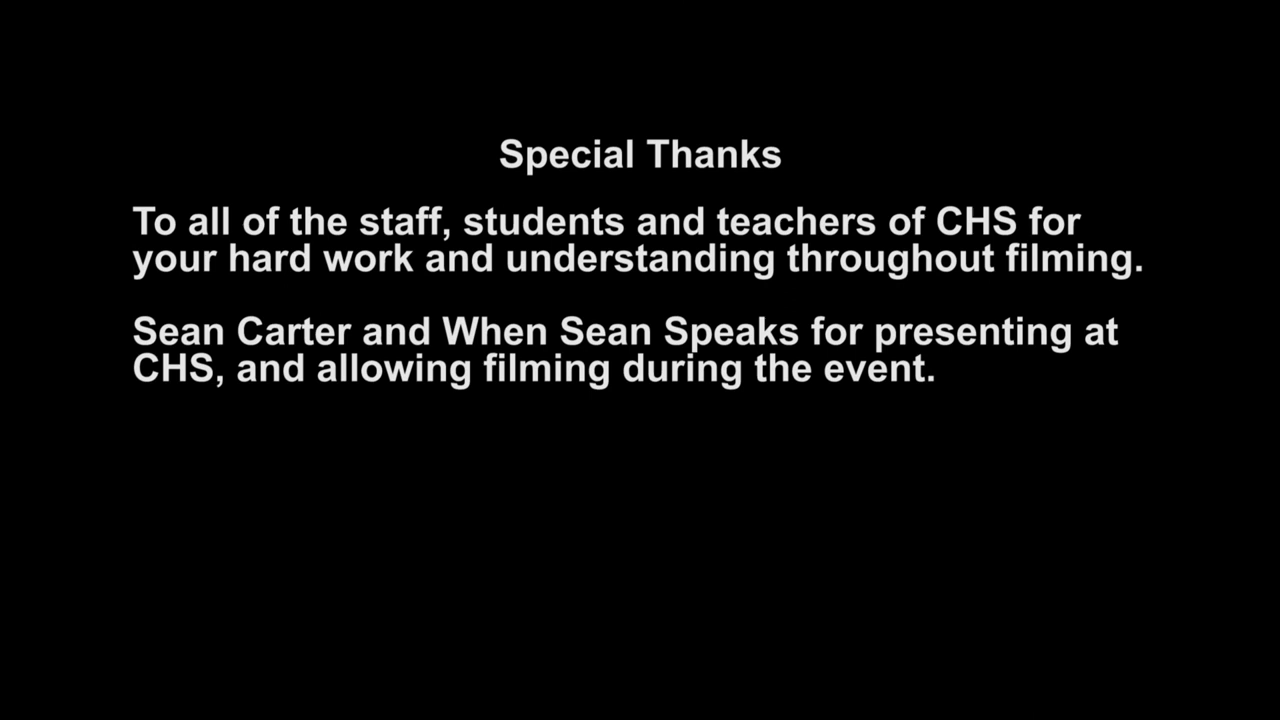 Special Thanks
To all of the staff, students and teachers of CHS for
your hard work and understanding throughout filming.
Sean Carter and When Sean Speaks for presenting at
CHS, and allowing filming during the event.